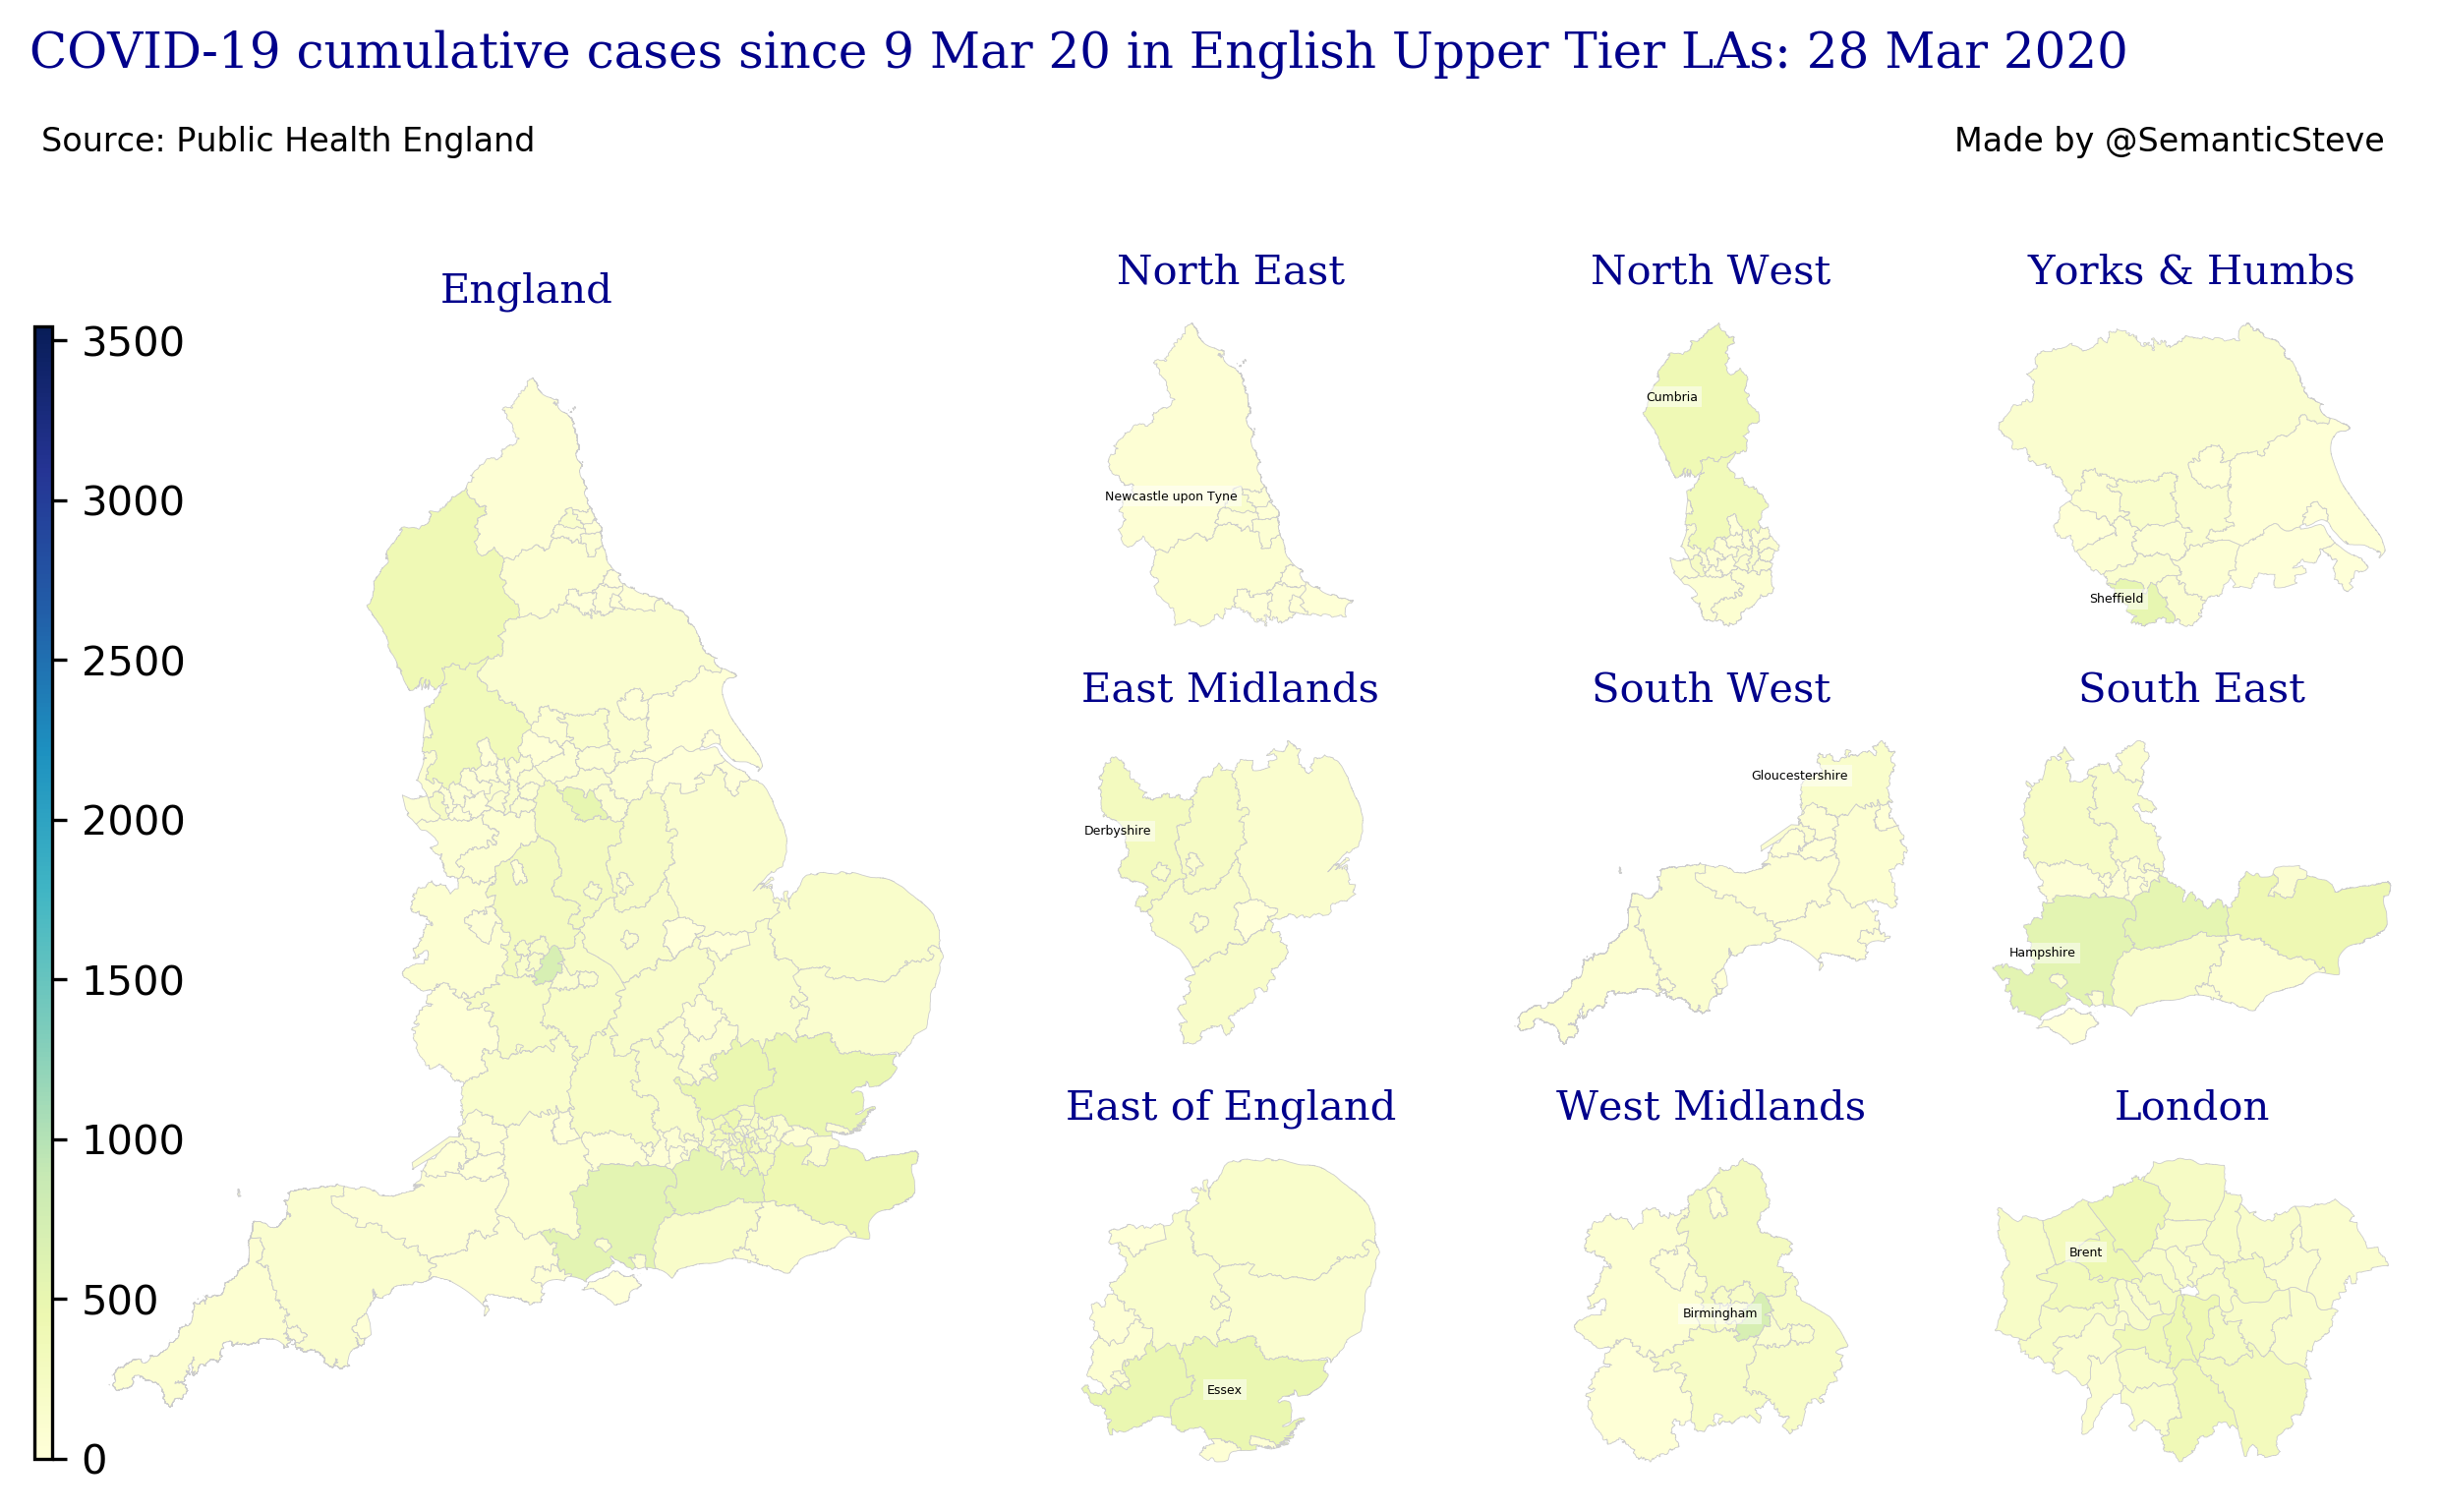 COVID-19 cumulative cases since 9 Mar 20 in English Upper Tier LAs: 28 Mar 2020
Source: Public Health England
Made by @SemanticSteve
England
3500
3000
2500
2000
1500
1000
500
0
North East
Newcastle upon Tyne
North West
Cumbria
Yorks & Humbs
Sheffield
East Midlands
Derbyshire
South West
Gloucestershire
South East
Hampshire
East of England
Essex
West Midlands
Birmingham
London
Brent